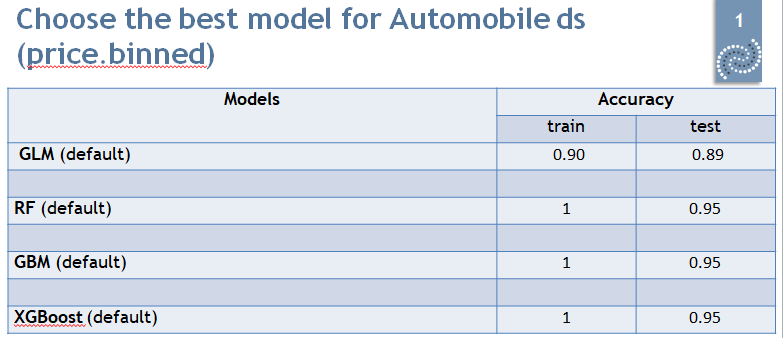 Choose the best model for Automobile ds
(price.binned)
1
Models
Accuracy
train
test
GLM (default)
0.90
0.89
RF (default)
1
0.95
GBM (default)
1
0.95
XGBoost (default)
1
0.95